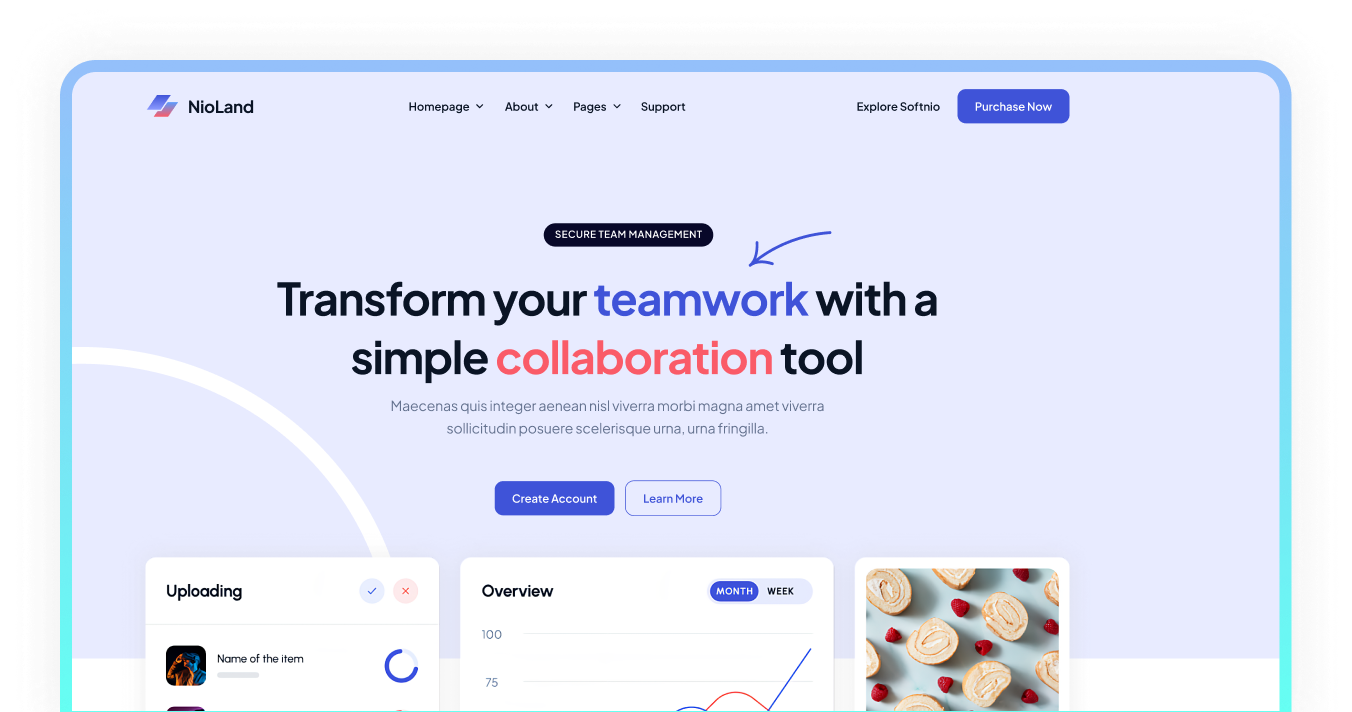 NioLand
Homepage
About
Pages
Support
Explore Softnio
Purchase Now
SECURE TEAM MANAGEMENT
Transform your teamwork with a
simple collaboration tool
Maecenas quis integer aenean nisl viverra morbi magna amet viverra
sollicitudin posuere scelerisque urna, urna fringilla.
Create Account
Learn More
Uploading
Name of the item
Overview
MONTH
WEEK
100
75